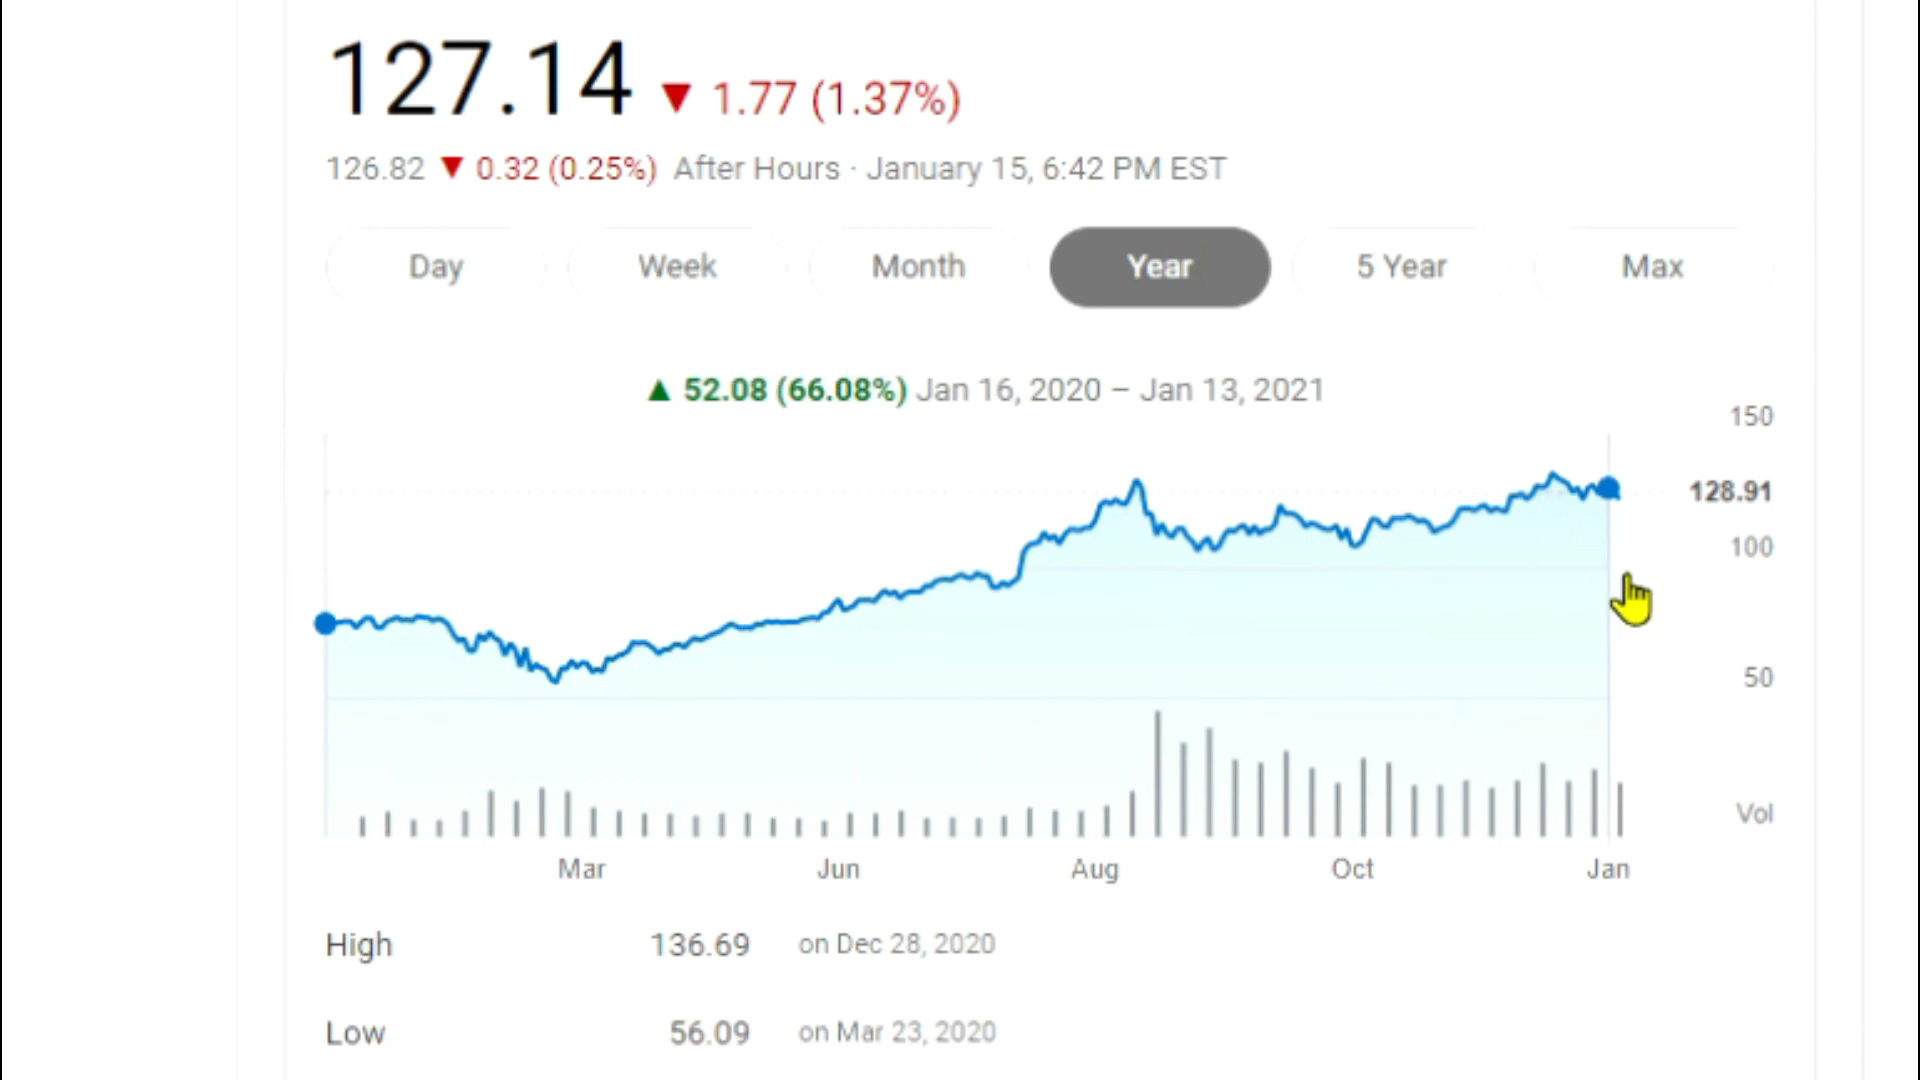 127.14 ▼ 1.77 (1.37%)
126.82 ▼ 0.32 (0.25%) After Hours · January 15, 6:42 PM EST
Day Week Month Year 5 Year Max
▲ 52.08 (66.08%) Jan 16, 2020 – Jan 13, 2021
150
128.91
100
50
Vol
Mar Jun Aug Oct Jan
High 136.69 on Dec 28, 2020
Low 56.09 on Mar 23, 2020